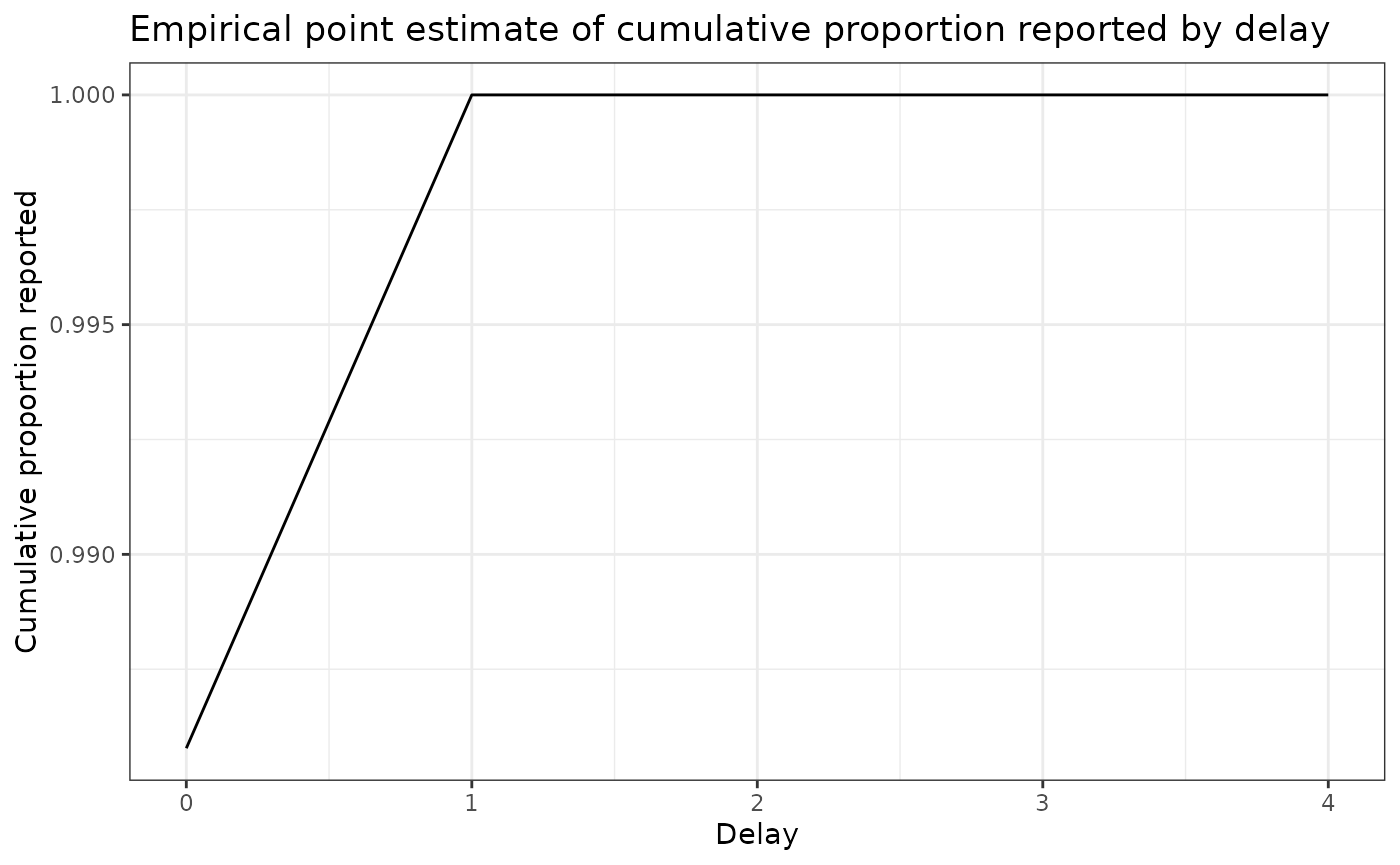 Empirical point estimate of cumulative proportion reported by delay
Cumulative proportion reported
1.000
0.995
0.990
0 1 2 3 4
Delay